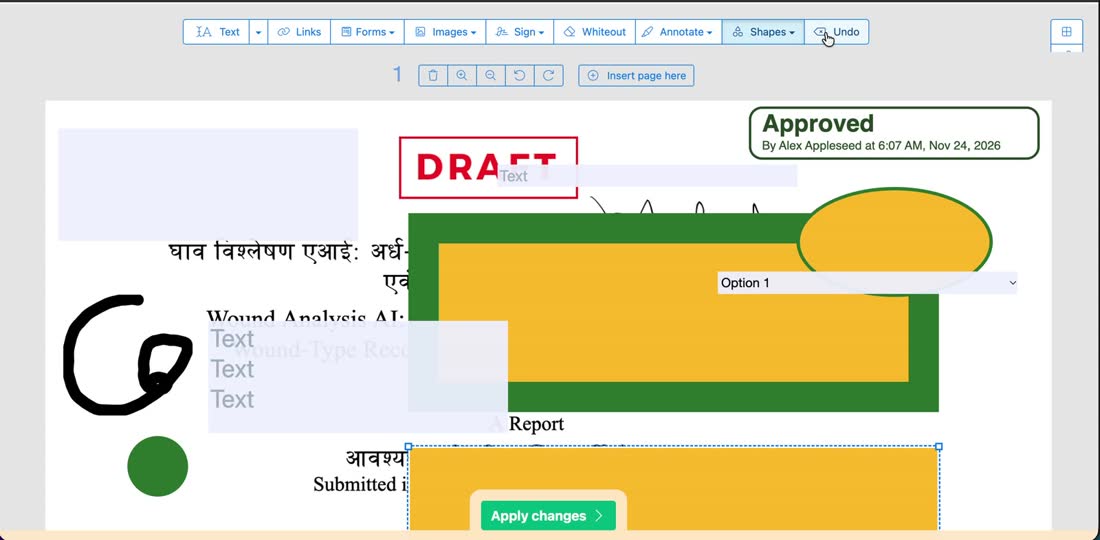 Text
Links
Forms
Images
Sign
Whiteout
Annotate
Shapes
Undo
1
Insert page here
Approved
By Alex Appleseed at 6:07 AM, Nov 24, 2026
DRAFT
Text
घाव विश्लेषण एआई: अर्ध-
Option 1
Wound Analysis AI:
Wound-Type
Text
Text
Text
A Report
Submitted
Apply changes